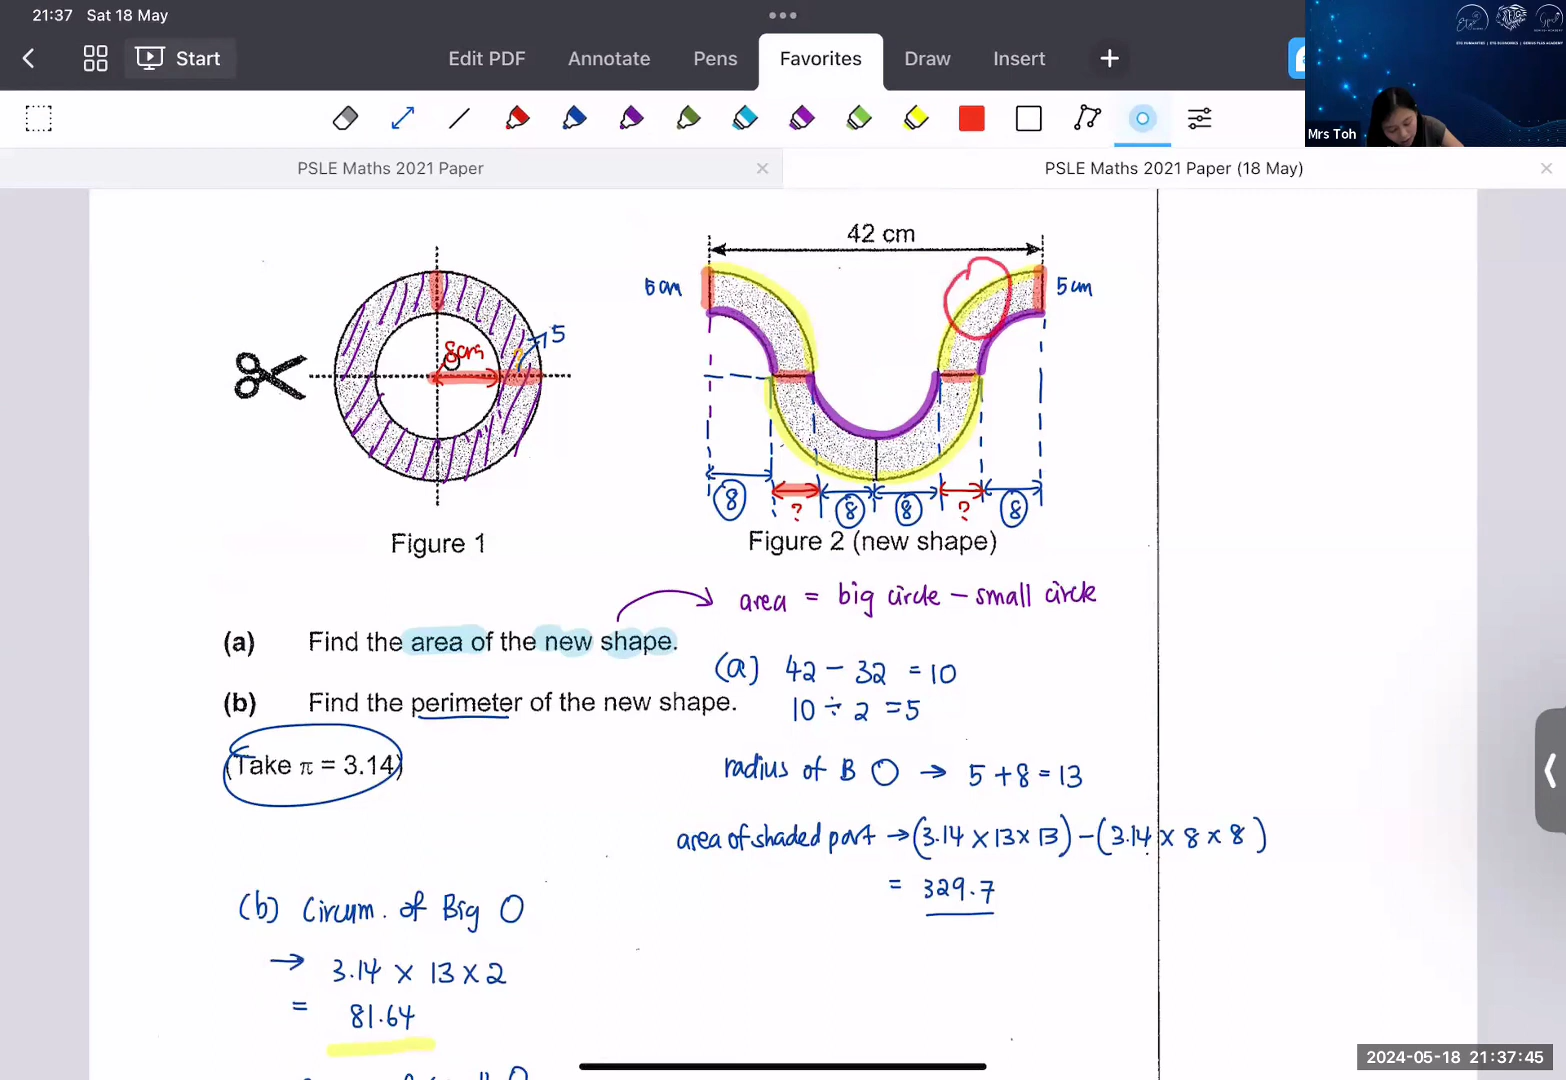 21:37 Sat 18 May
Start
Edit PDF
Annotate
Pens
Favorites
Draw
Insert
Mrs Toh
PSLE Maths 2021 Paper
PSLE Maths 2021 Paper (18 May)
42 cm
5cm
5cm
8cm
?
5
8
?
8
8
?
8
Figure 1
Figure 2 (new shape)
area = big circle - small circle
(a) Find the area of the new shape.
(a) 42 - 32 = 10
(b) Find the perimeter of the new shape.
10 ÷ 2 = 5
(Take π = 3.14)
radius of B O → 5 + 8 = 13
area of shaded part → (3.14 × 13 × 13) - (3.14 × 8 × 8)
= 329.7
(b) Circum. of Big O
→ 3.14 × 13 × 2
= 81.64
2024-05-18 21:37:45